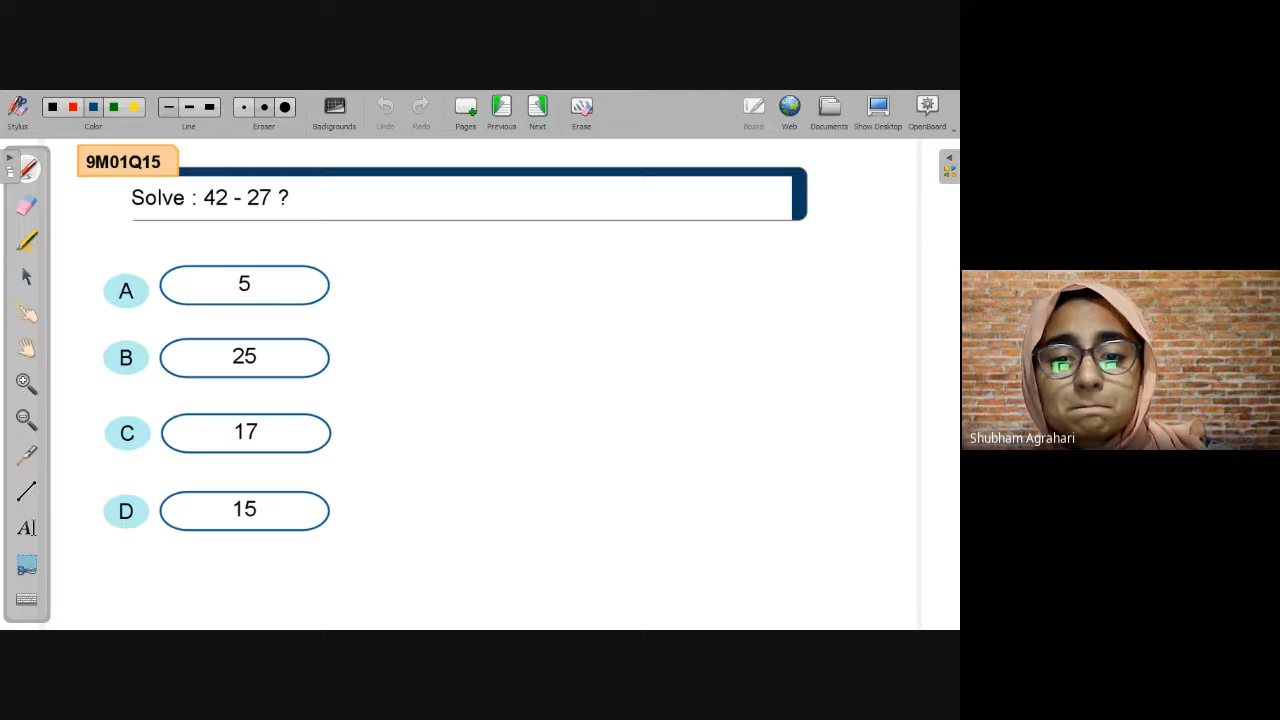 Stylus
Color
Line
Eraser
Backgrounds
Undo
Redo
Pages
Previous
Next
Erase
Board
Web
Documents
Show Desktop
OpenBoard
9M01Q15
Solve : 42 - 27 ?
A 5
B 25
C 17
D 15
A
Shubham Agrahari